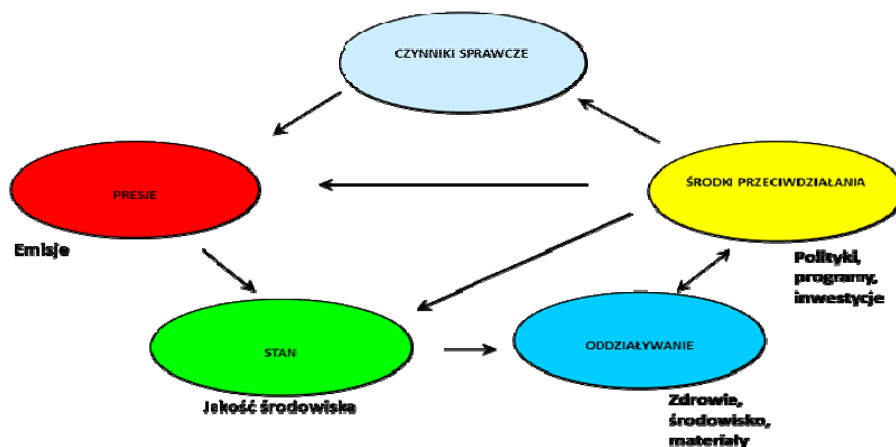 CZYNNIKI SPRAWCZE
PRESJE
ŚRODKI PRZECIWDZIAŁANIA
Emisje
Polityki,
programy,
inwestycje
STAN
ODDZIAŁYWANIE
Jakość środowiska
Zdrowie,
środowisko,
materiały